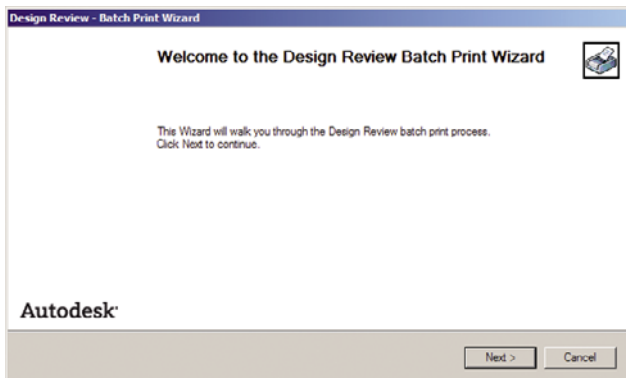 Design Review - Batch Print Wizard
Welcome to the Design Review Batch Print Wizard
This Wizard will walk you through the Design Review batch print process.
Click Next to continue.
Autodesk
Next >
Cancel